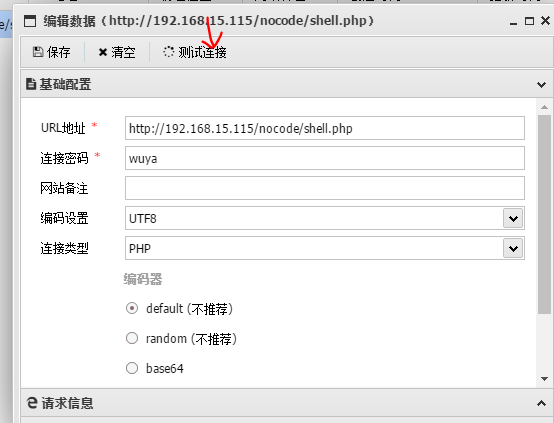 编辑数据 (http://192.168.15.115/nocode/shell.php)
保存 清空 测试连接
基础配置
URL地址 * http://192.168.15.115/nocode/shell.php
连接密码 * wuya
网站备注
编码设置 UTF8
连接类型 PHP
编码器
default (不推荐)
random (不推荐)
base64
请求信息